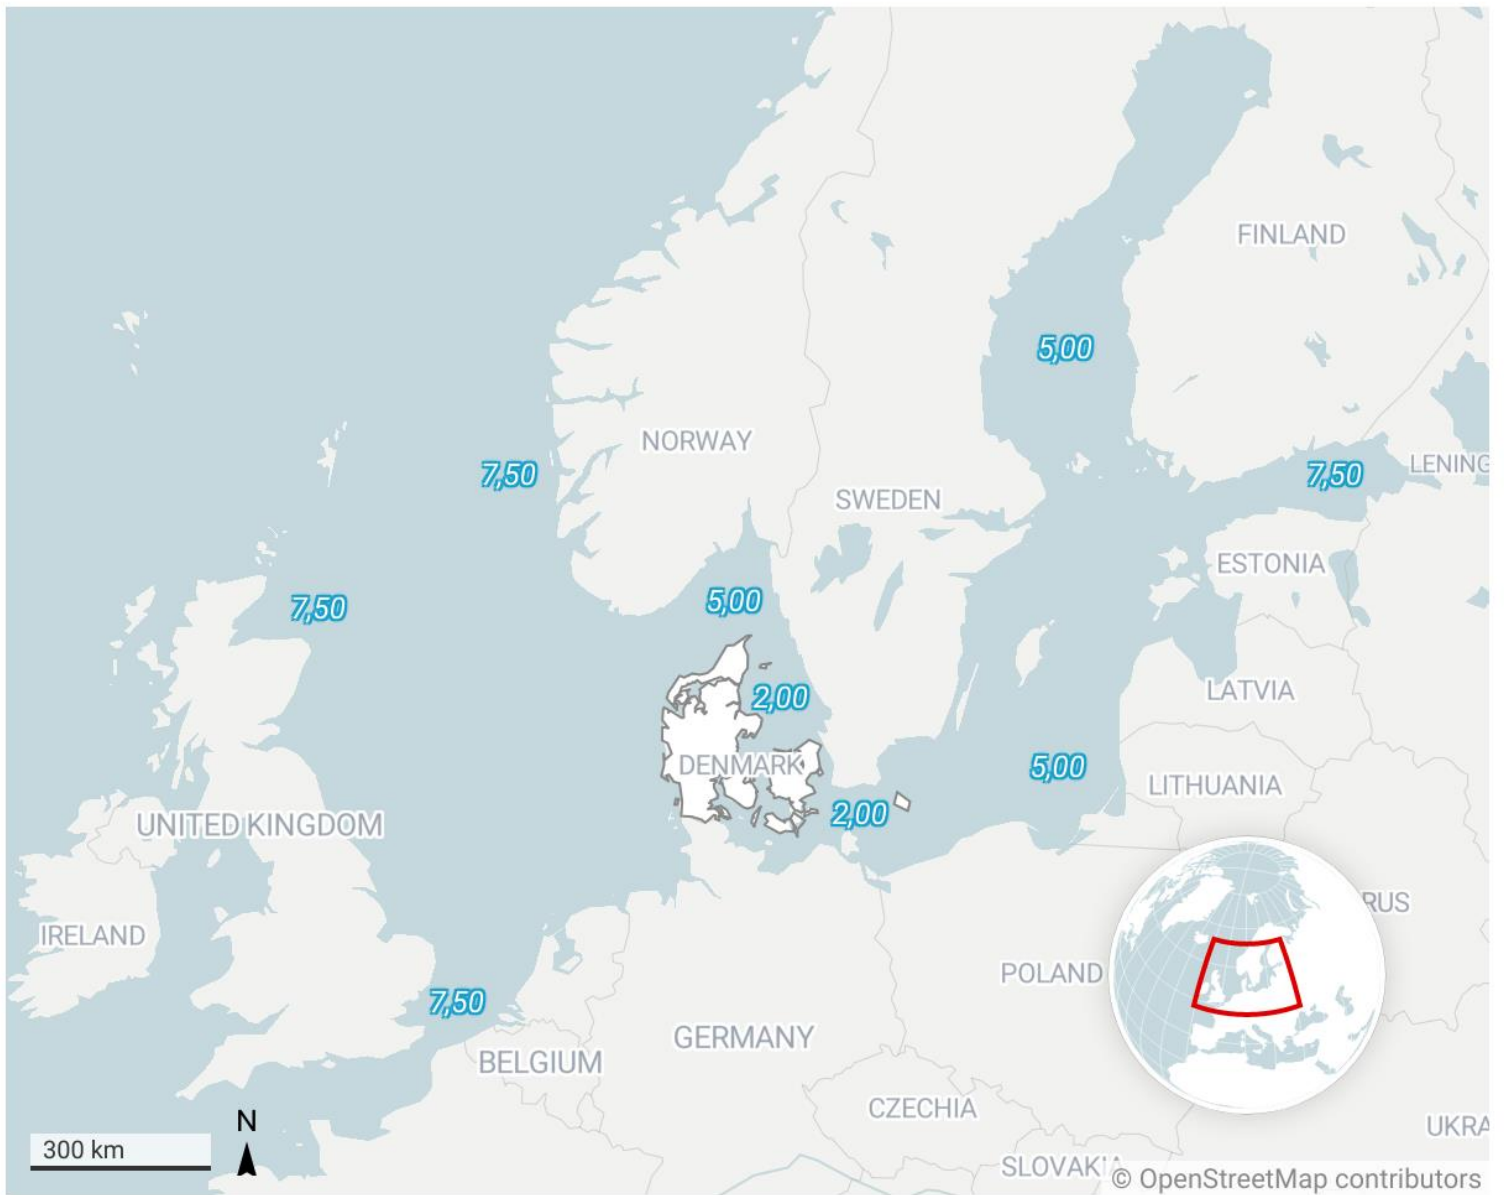 FINLAND
5,00
NORWAY
7,50
7,50
LENING
SWEDEN
ESTONIA
5,00
7,50
LATVIA
2,00
DENMARK
5,00
LITHUANIA
2,00
UNITED KINGDOM
RUS
IRELAND
POLAND
7,50
GERMANY
BELGIUM
CZECHIA
N
UKRA
300 km
SLOVAKIA
© OpenStreetMap contributors